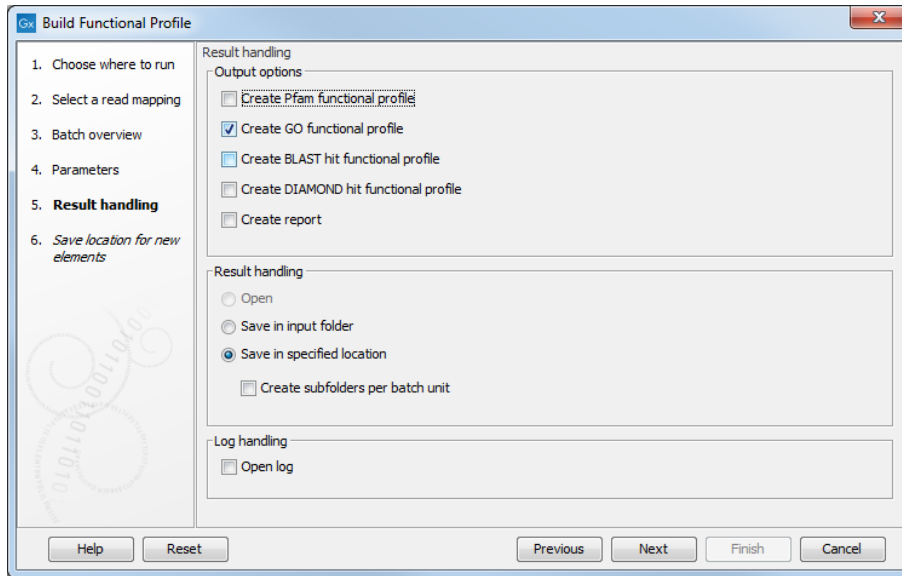 Gx Build Functional Profile
1. Choose where to run
2. Select a read mapping
3. Batch overview
4. Parameters
5. Result handling
6. Save location for new
elements
Result handling
Output options
Create Pfam functional profile
Create GO functional profile
Create BLAST hit functional profile
Create DIAMOND hit functional profile
Create report
Result handling
Open
Save in input folder
Save in specified location
Create subfolders per batch unit
Log handling
Open log
Help Reset Previous Next Finish Cancel